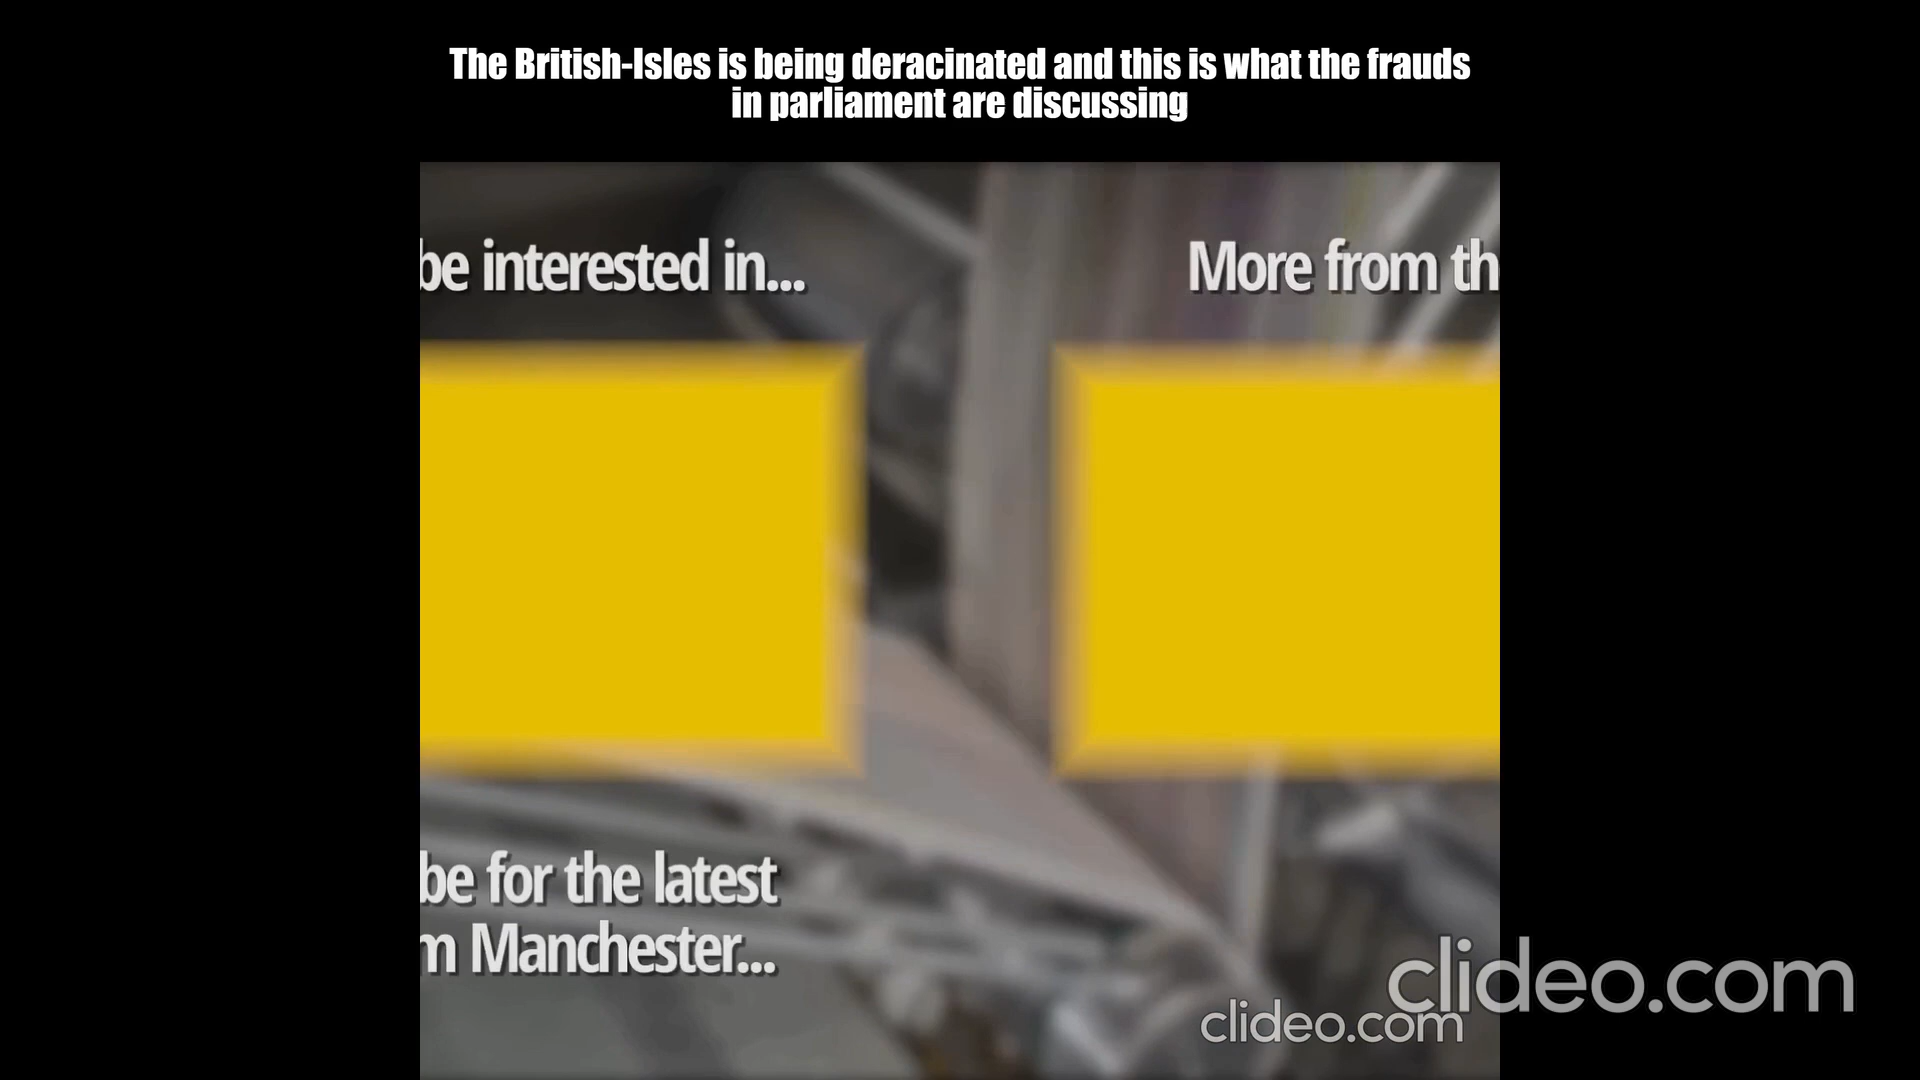 The British-Isles is being deracinated and this is what the frauds
in parliament are discussing
be interested in...
More from th
be for the latest
m Manchester...
clideo.com
clideo.com